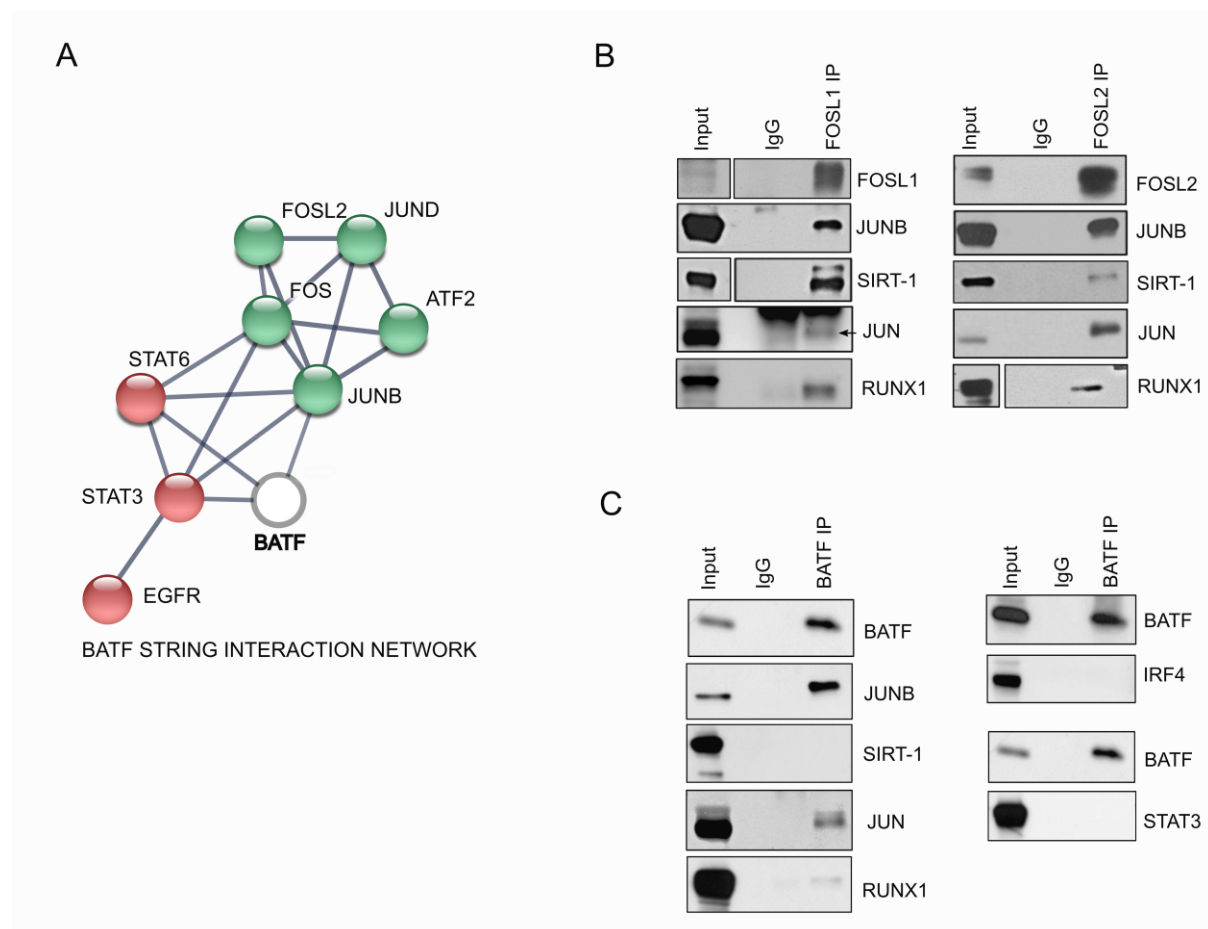 A
FOSL2
JUND
FOS
ATF2
STAT6
JUNB
STAT3
BATF
EGFR
BATF STRING INTERACTION NETWORK
B
Input
IgG
FOSL1 IP
FOSL1
JUNB
SIRT-1
JUN
RUNX1
Input
IgG
FOSL2 IP
FOSL2
JUNB
SIRT-1
JUN
RUNX1
C
Input
IgG
BATF IP
BATF
JUNB
SIRT-1
JUN
RUNX1
Input
IgG
BATF IP
BATF
IRF4
BATF
STAT3